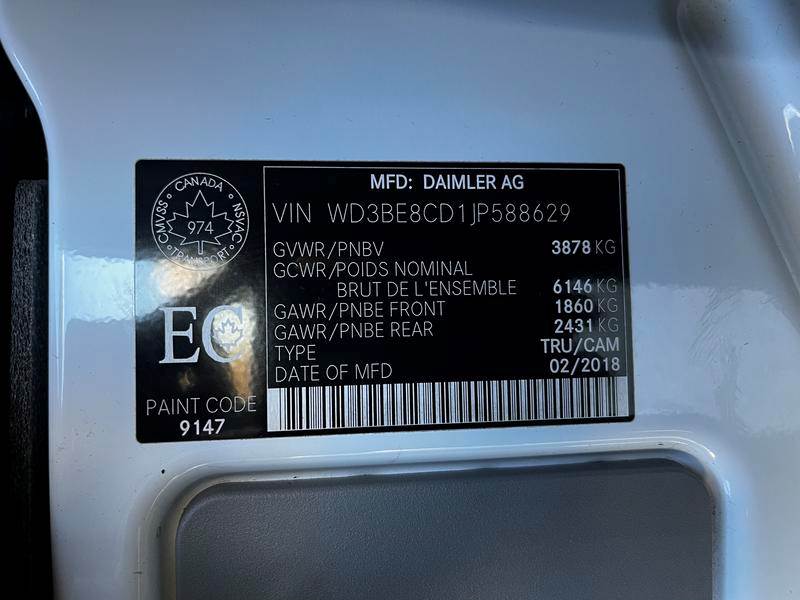 CANADA
CMVSS
NSVAC
974
TRANSPORT
EC
PAINT CODE
9147
MFD: DAIMLER AG
VIN WD3BE8CD1JP588629
GVWR/PNBV 3878 KG
GCWR/POIDS NOMINAL
BRUT DE L'ENSEMBLE 6146 KG
GAWR/PNBE FRONT 1860 KG
GAWR/PNBE REAR 2431 KG
TYPE TRU/CAM
DATE OF MFD 02/2018